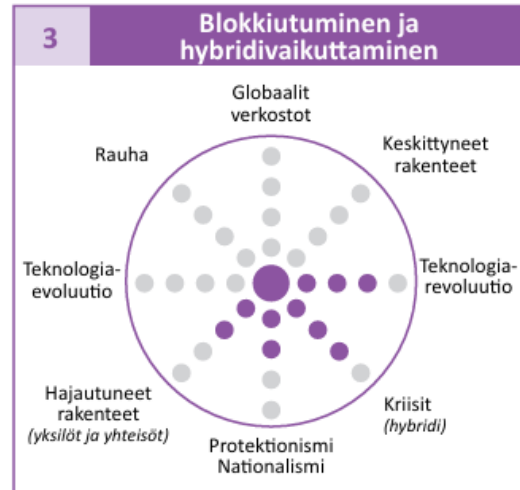 3
Blokkiutuminen ja
hybridivaikuttaminen
Globaalit
verkostot
Rauha
Keskittyneet
rakenteet
Teknologia-
evoluutio
Teknologia-
revoluutio
Hajautuneet
rakenteet
(yksilöt ja yhteisöt)
Kriisit
(hybridi)
Protektionismi
Nationalismi